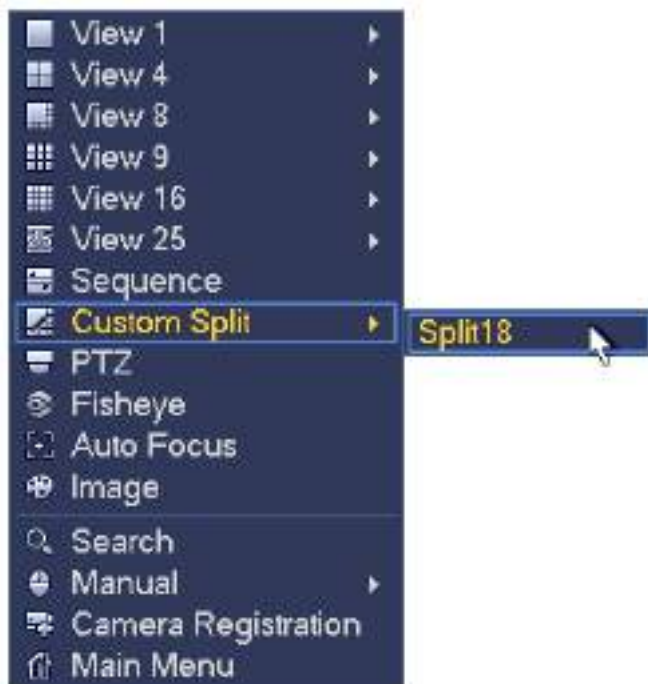 View 1
View 4
View 8
View 9
View 16
View 25
Sequence
Custom Split
Split18
PTZ
Fisheye
Auto Focus
Image
Search
Manual
Camera Registration
Main Menu